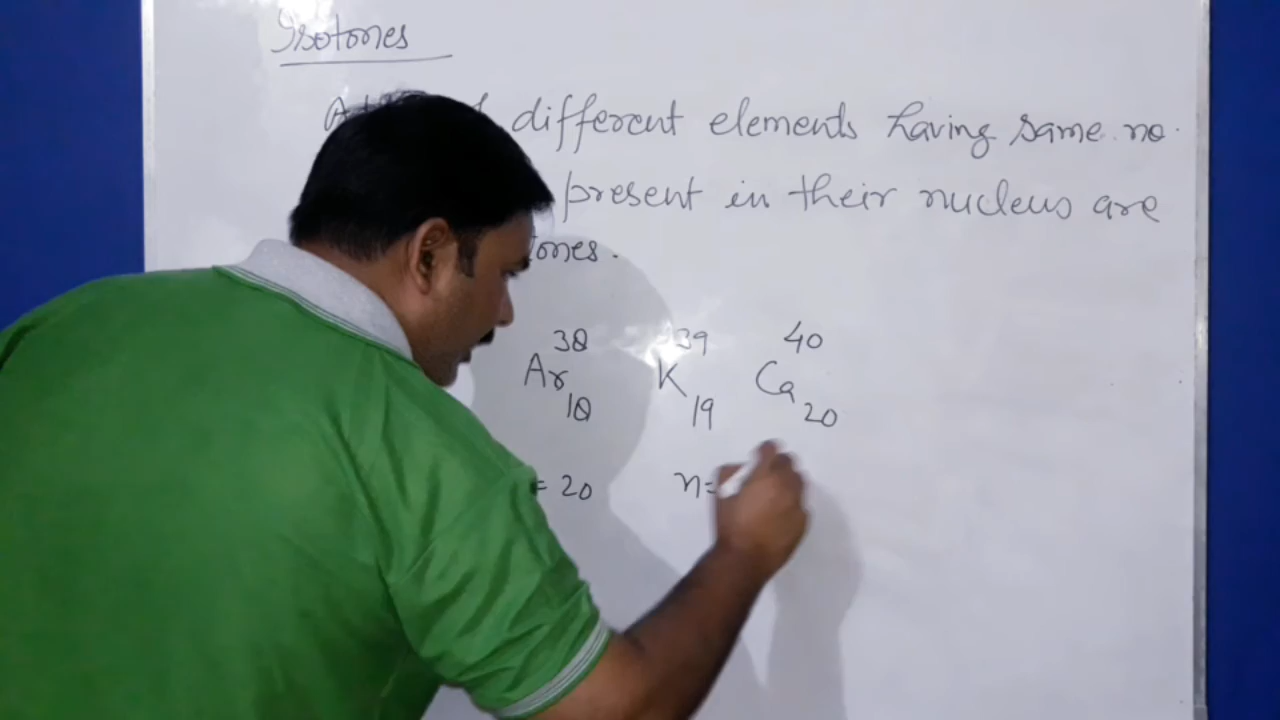 Isotones
different elements having same no.
present in their nucleus are
tones.
38 39 40
Ar K Ca
18 19 20
= 20 n=